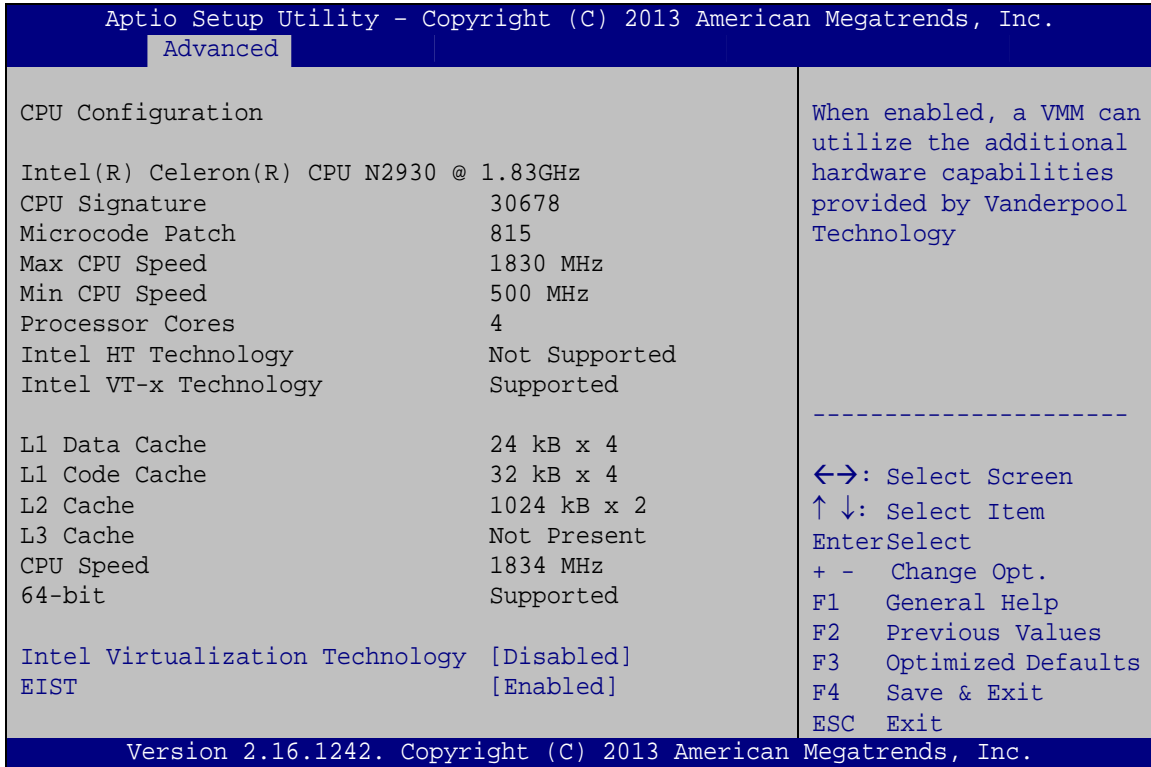 Aptio Setup Utility – Copyright (C) 2013 American Megatrends, Inc.
Advanced
CPU Configuration
Intel(R) Celeron(R) CPU N2930 @ 1.83GHz
CPU Signature 30678
Microcode Patch 815
Max CPU Speed 1830 MHz
Min CPU Speed 500 MHz
Processor Cores 4
Intel HT Technology Not Supported
Intel VT-x Technology Supported
L1 Data Cache 24 kB x 4
L1 Code Cache 32 kB x 4
L2 Cache 1024 kB x 2
L3 Cache Not Present
CPU Speed 1834 MHz
64-bit Supported
Intel Virtualization Technology [Disabled]
EIST [Enabled]
When enabled, a VMM can
utilize the additional
hardware capabilities
provided by Vanderpool
Technology
----------------------
←→: Select Screen
↑ ↓: Select Item
EnterSelect
+ - Change Opt.
F1 General Help
F2 Previous Values
F3 Optimized Defaults
F4 Save & Exit
ESC Exit
Version 2.16.1242. Copyright (C) 2013 American Megatrends, Inc.